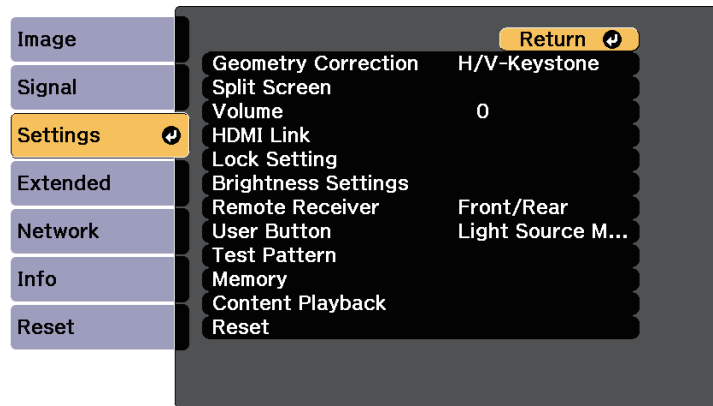 Image
Signal
Settings
Extended
Network
Info
Reset
Return
Geometry Correction H/V-Keystone
Split Screen
Volume 0
HDMI Link
Lock Setting
Brightness Settings
Remote Receiver Front/Rear
User Button Light Source M...
Test Pattern
Memory
Content Playback
Reset